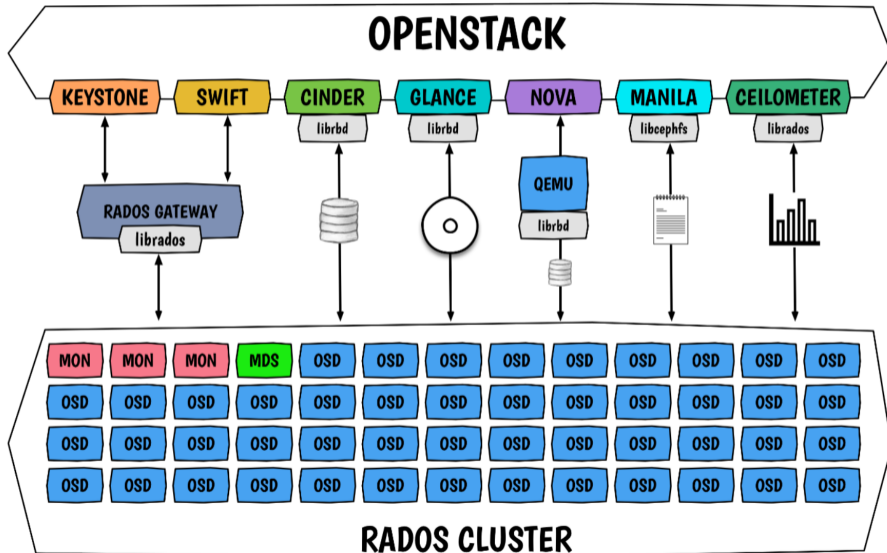 OPENSTACK
KEYSTONE SWIFT CINDER GLANCE NOVA MANILA CEILOMETER
librbd librbd libcephfs librados
QEMU
RADOS GATEWAY
librbd
librados
MON MON MON MDS OSD OSD OSD OSD OSD OSD OSD OSD OSD
OSD OSD OSD OSD OSD OSD OSD OSD OSD OSD OSD OSD OSD
OSD OSD OSD OSD OSD OSD OSD OSD OSD OSD OSD OSD OSD
OSD OSD OSD OSD OSD OSD OSD OSD OSD OSD OSD OSD OSD
RADOS CLUSTER